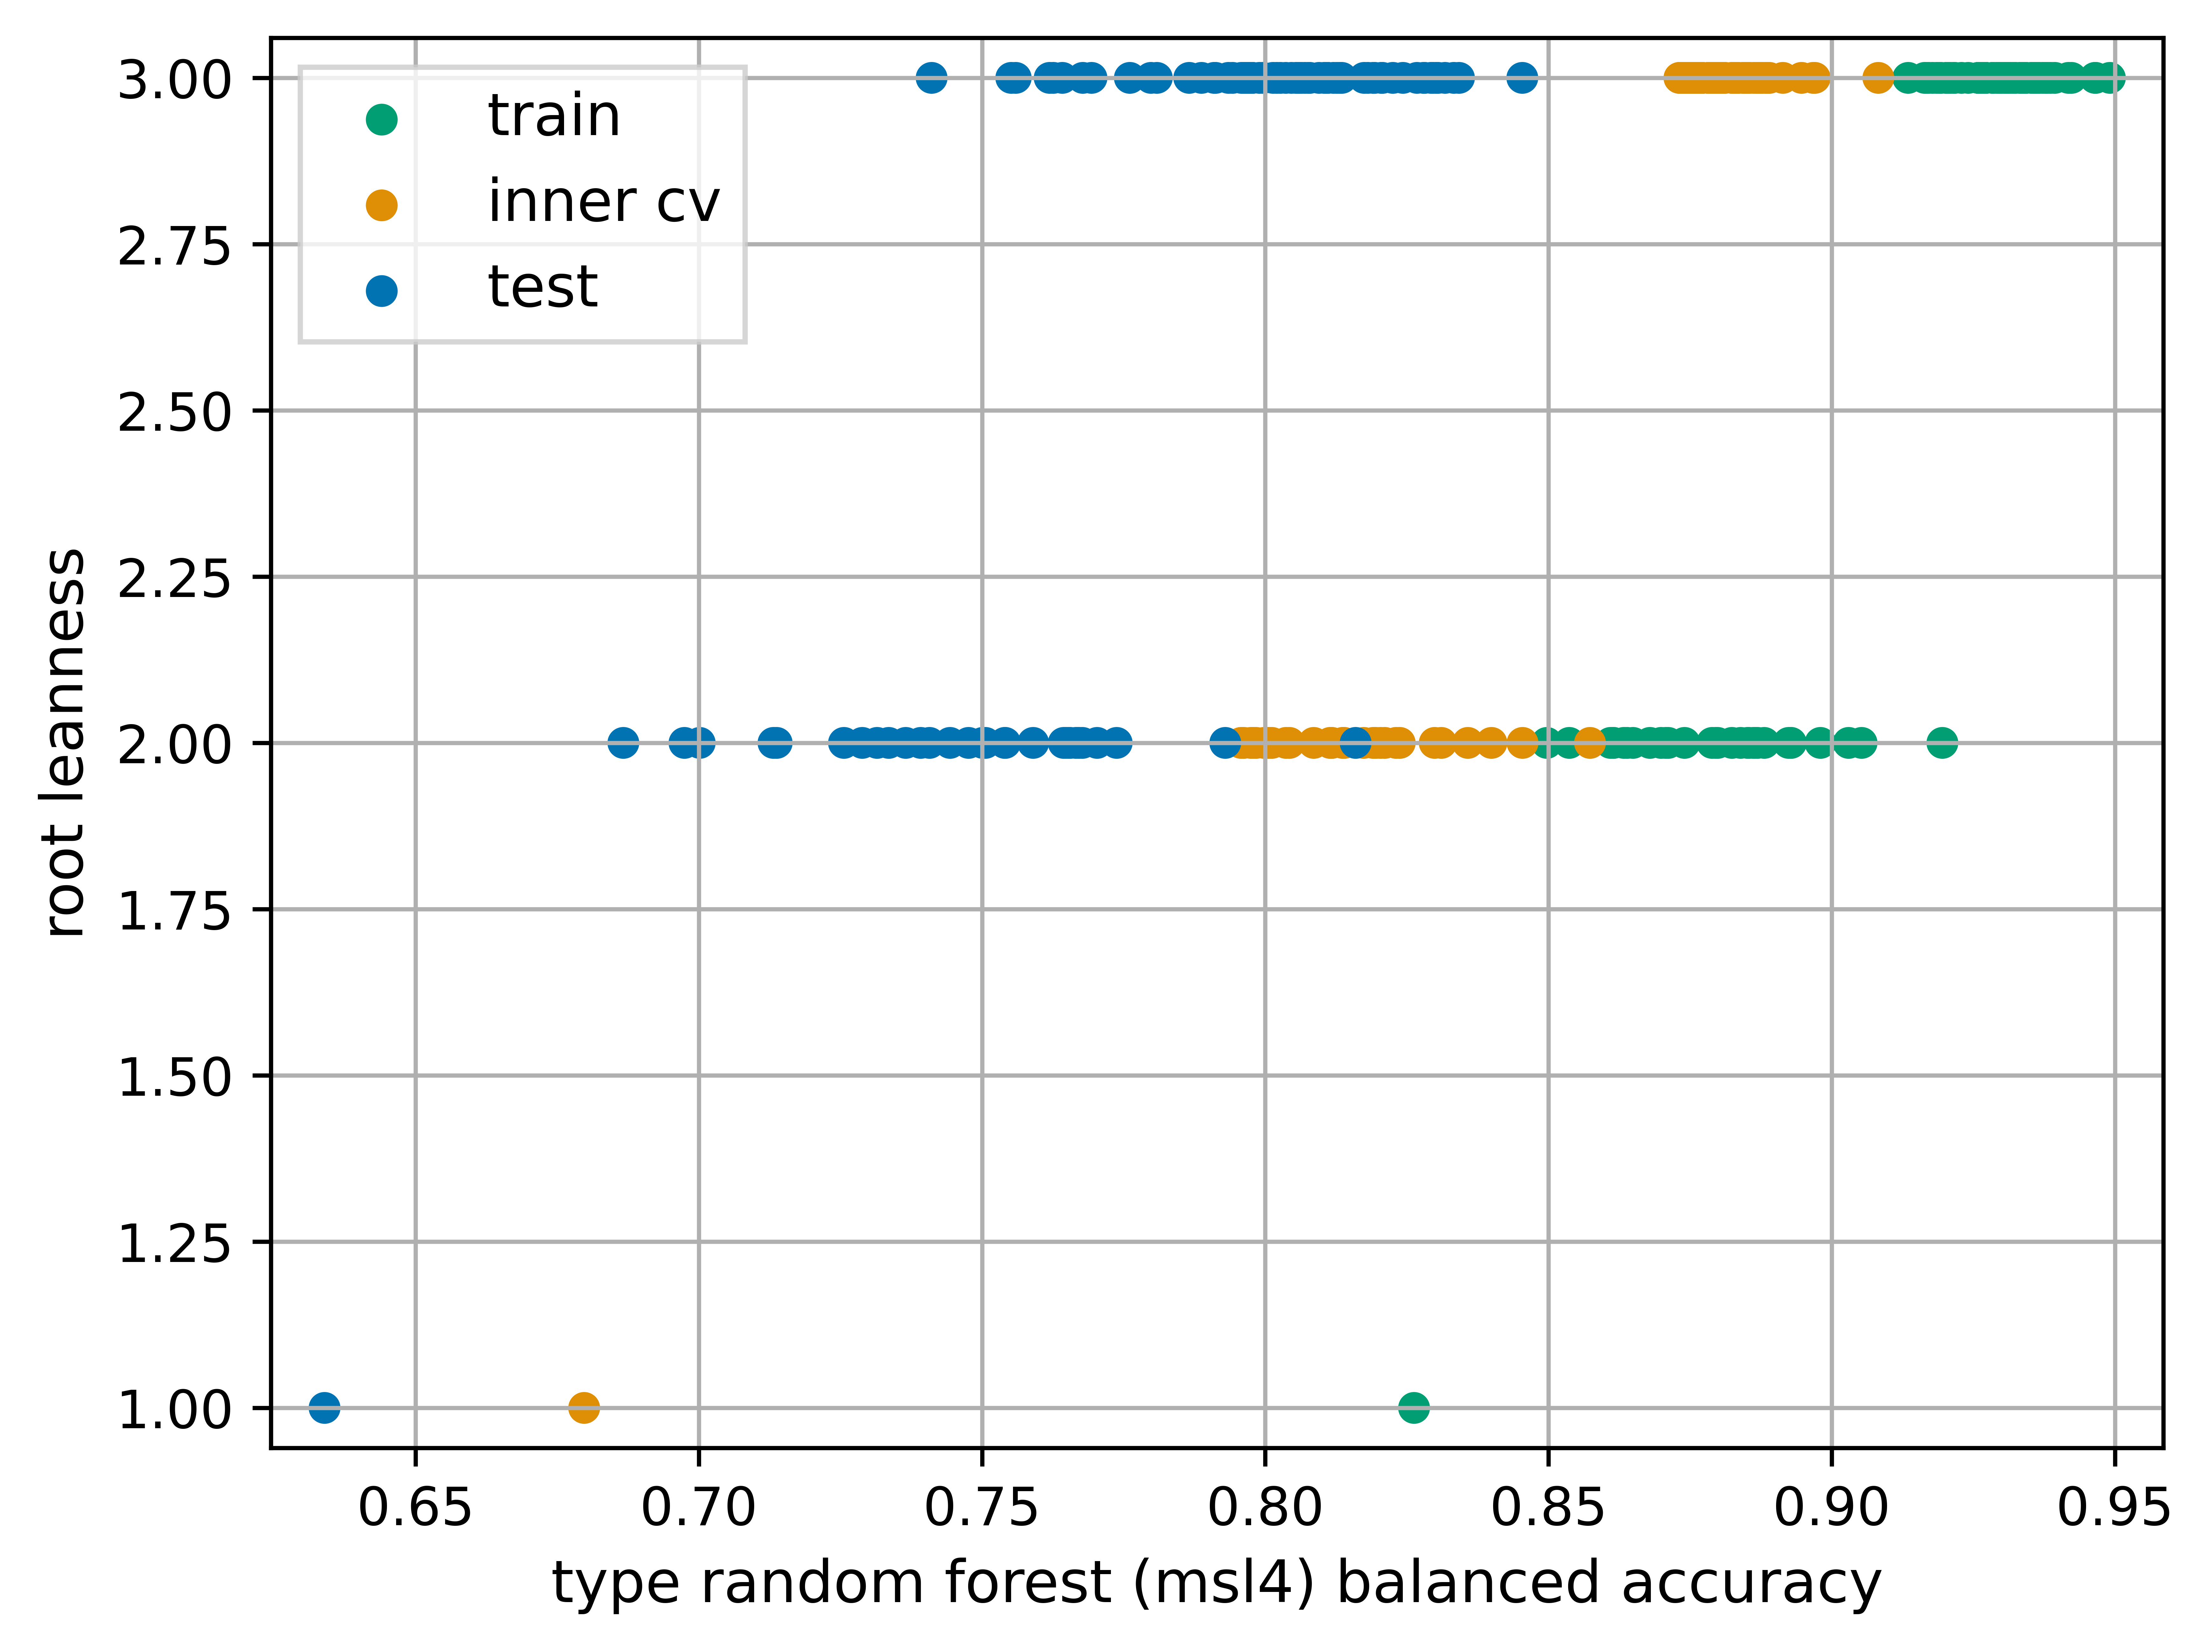 train
inner cv
test
3.00
2.75
2.50
2.25
2.00
1.75
1.50
1.25
1.00
root leanness
0.65 0.70 0.75 0.80 0.85 0.90 0.95
type random forest (msl4) balanced accuracy